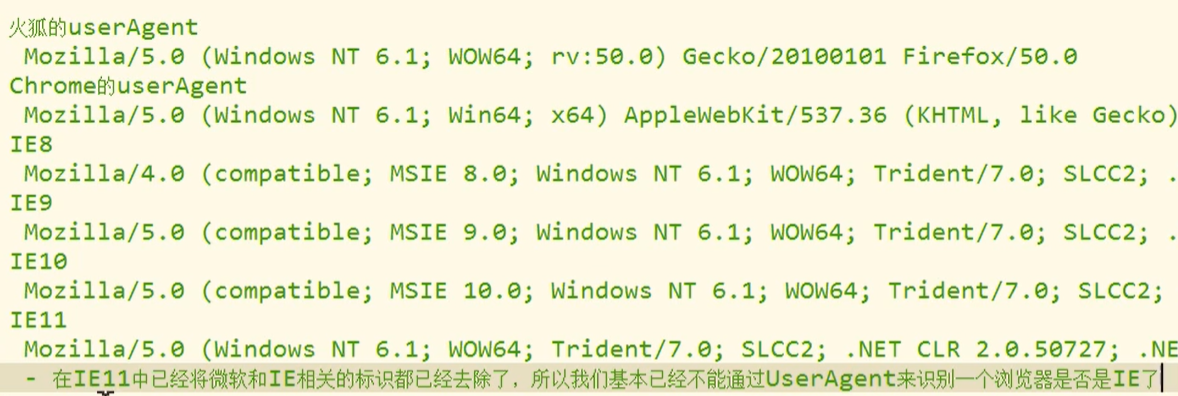 火狐的userAgent
Mozilla/5.0 (Windows NT 6.1; WOW64; rv:50.0) Gecko/20100101 Firefox/50.0
Chrome的userAgent
Mozilla/5.0 (Windows NT 6.1; Win64; x64) AppleWebKit/537.36 (KHTML, like Gecko)
IE8
Mozilla/4.0 (compatible; MSIE 8.0; Windows NT 6.1; WOW64; Trident/7.0; SLCC2; .
IE9
Mozilla/5.0 (compatible; MSIE 9.0; Windows NT 6.1; WOW64; Trident/7.0; SLCC2; .
IE10
Mozilla/5.0 (compatible; MSIE 10.0; Windows NT 6.1; WOW64; Trident/7.0; SLCC2;
IE11
Mozilla/5.0 (Windows NT 6.1; WOW64; Trident/7.0; SLCC2; .NET CLR 2.0.50727; .NE
- 在IE11中已经将微软和IE相关的标识都已经去除了，所以我们基本已经不能通过UserAgent来识别一个浏览器是否是IE了